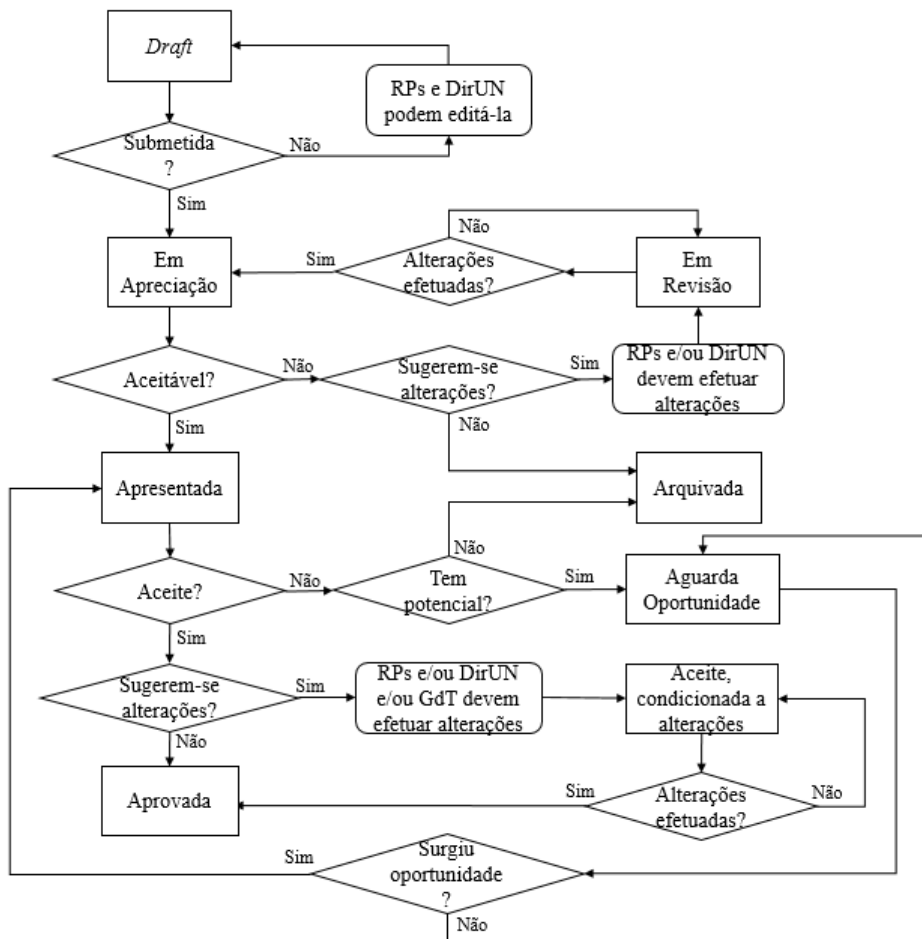 Draft
RPs e DirUN
podem editá-la
Submetida
?
Não
Sim
Não
Em
Apreciação
Sim
Alterações
efetuadas?
Em
Revisão
Aceitável?
Não
Sugerem-se
alterações?
Sim
RPs e/ou DirUN
devem efetuar
alterações
Sim
Não
Apresentada
Arquivada
Não
Aceite?
Não
Tem
potencial?
Sim
Aguarda
Oportunidade
Sim
Sugerem-se
alterações?
Sim
RPs e/ou DirUN
e/ou GdT devem
efetuar alterações
Aceite,
condicionada a
alterações
Não
Aprovada
Sim
Alterações
efetuadas?
Não
Sim
Surgiu
oportunidade
?
Não